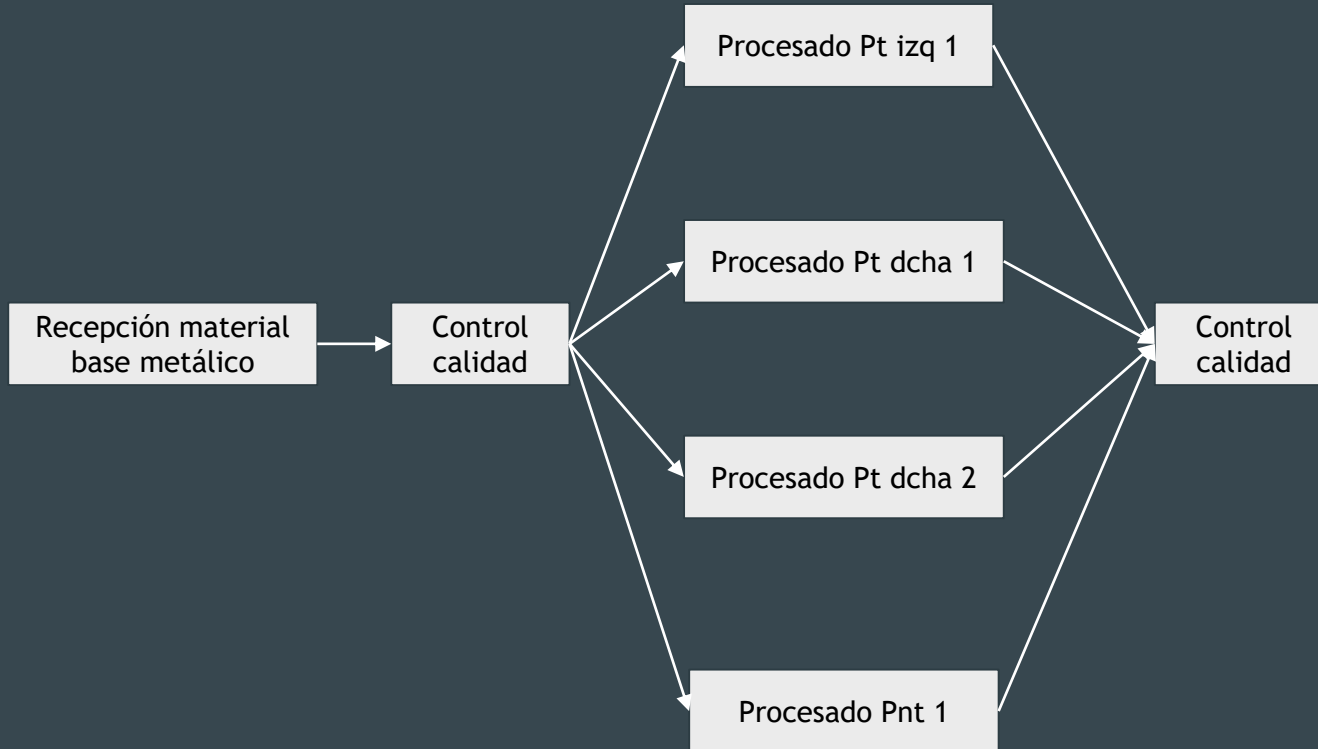 Procesado Pt izq 1
Procesado Pt dcha 1
Recepción material
base metálico
Control
calidad
Control
calidad
Procesado Pt dcha 2
Procesado Pnt 1